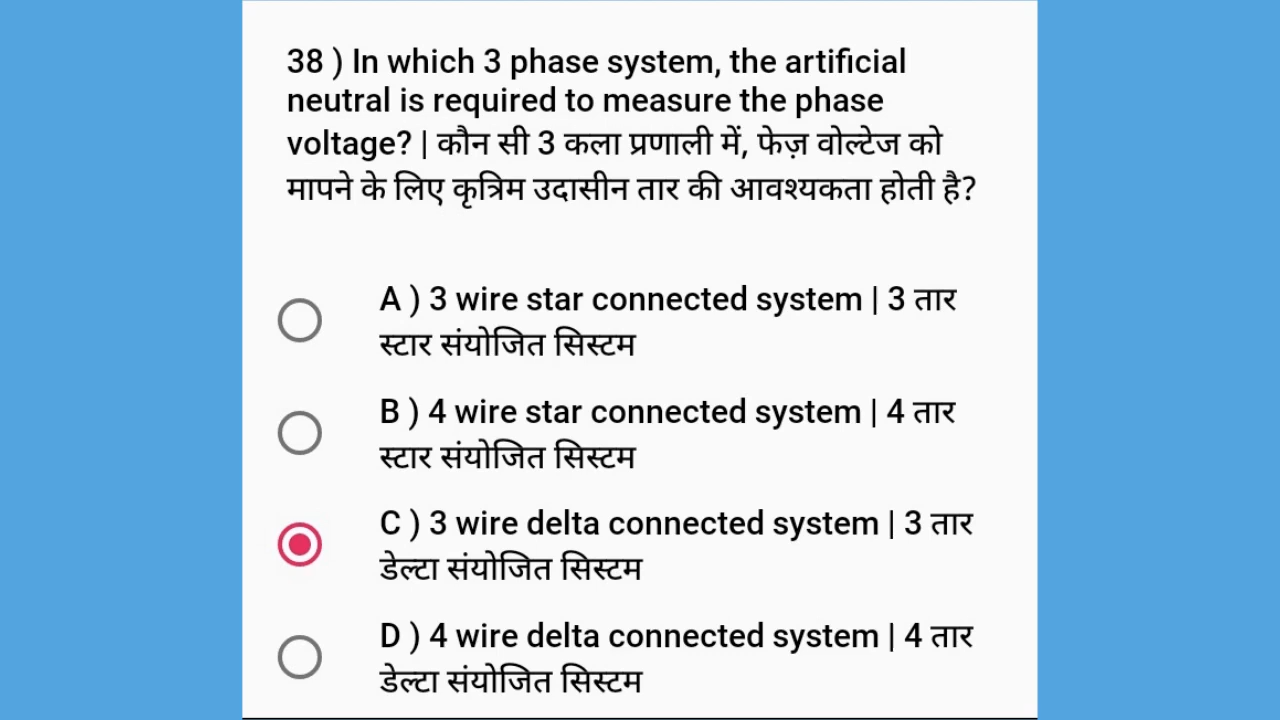 38 ) In which 3 phase system, the artificial
neutral is required to measure the phase
voltage? | कौन सी 3 कला प्रणाली में, फेज़ वोल्टेज को
मापने के लिए कृत्रिम उदासीन तार की आवश्यकता होती है?
A ) 3 wire star connected system | 3 तार
स्टार संयोजित सिस्टम
B ) 4 wire star connected system | 4 तार
स्टार संयोजित सिस्टम
C ) 3 wire delta connected system | 3 तार
डेल्टा संयोजित सिस्टम
D ) 4 wire delta connected system | 4 तार
डेल्टा संयोजित सिस्टम